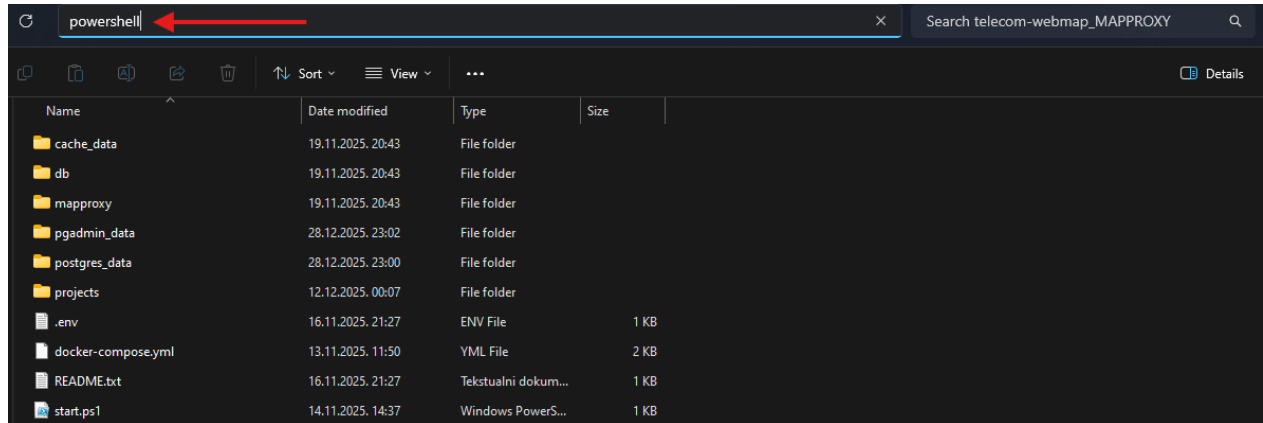 powershell
Search telecom-webmap_MAPPROXY
Sort View ... Details
Name Date modified Type Size
cache_data 19.11.2025. 20:43 File folder
db 19.11.2025. 20:43 File folder
mapproxy 19.11.2025. 20:43 File folder
pgadmin_data 28.12.2025. 23:02 File folder
postgres_data 28.12.2025. 23:00 File folder
projects 12.12.2025. 00:07 File folder
.env 16.11.2025. 21:27 ENV File 1 KB
docker-compose.yml 13.11.2025. 11:50 YML File 2 KB
README.txt 16.11.2025. 21:27 Tekstualni dokum... 1 KB
start.ps1 14.11.2025. 14:37 Windows PowerS... 1 KB